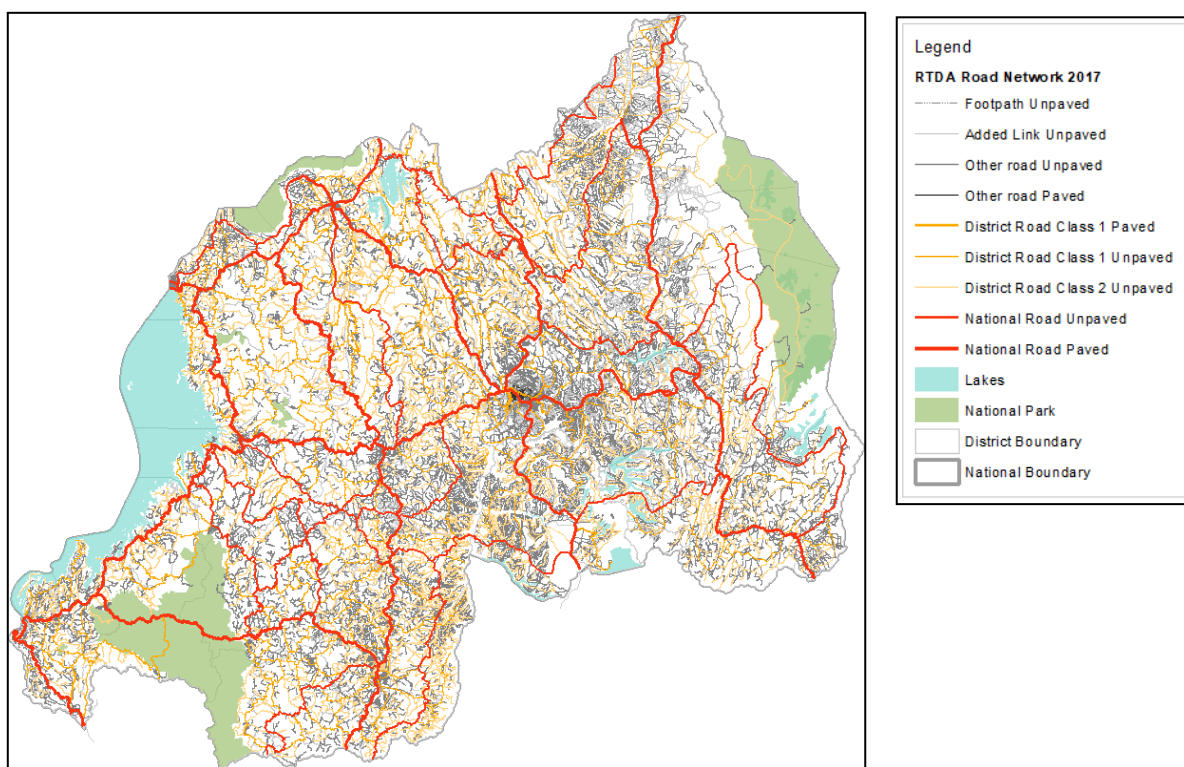 Legend
RTDA Road Network 2017
Footpath Unpaved
Added Link Unpaved
Other road Unpaved
Other road Paved
District Road Class 1 Paved
District Road Class 1 Unpaved
District Road Class 2 Unpaved
National Road Unpaved
National Road Paved
Lakes
National Park
District Boundary
National Boundary